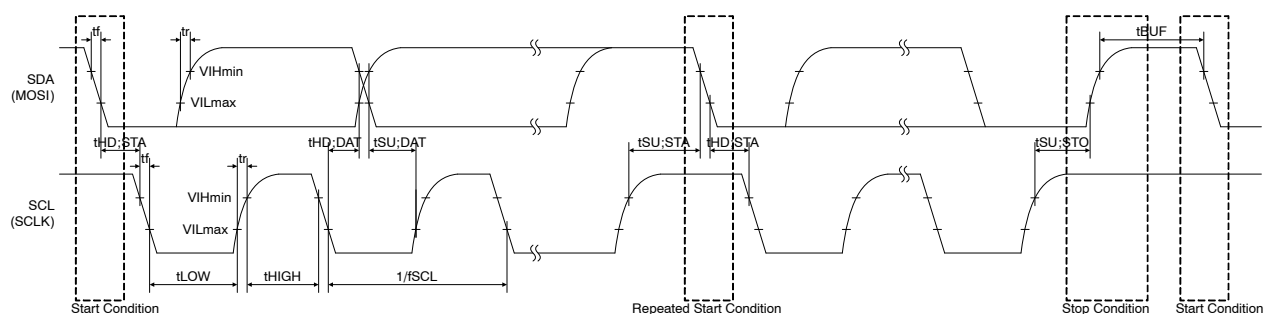 tf
tr
tBUF
SDA
(MOSI)
VIHmin
VILmax
tHD;STA
tHD;DAT
tSU;DAT
tSU;STA
tHD;STA
tSU;STO
tf
tr
SCL
(SCLK)
VIHmin
VILmax
tLOW
tHIGH
1/fSCL
Start Condition
Repeated Start Condition
Stop Condition
Start Condition